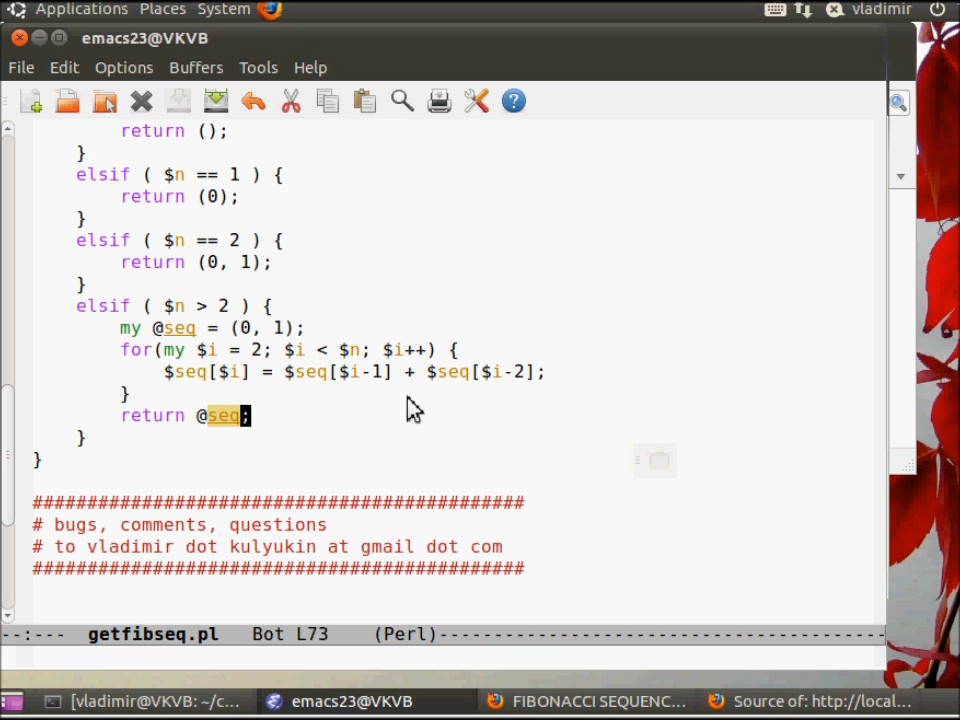 Applications Places System vladimir
emacs23@VKVB
File Edit Options Buffers Tools Help
return ();
}
elsif ( $n == 1 ) {
return (0);
}
elsif ( $n == 2 ) {
return (0, 1);
}
elsif ( $n > 2 ) {
my @seq = (0, 1);
for(my $i = 2; $i < $n; $i++) {
$seq[$i] = $seq[$i-1] + $seq[$i-2];
}
return @seq;
}
}
#############################################
# bugs, comments, questions
# to vladimir dot kulyukin at gmail dot com
#############################################
--:--- getfibseq.pl Bot L73 (Perl)-----------------------------------------
[vladimir@VKVB: ~/c... emacs23@VKVB FIBONACCI SEQUENC... Source of: http://local...